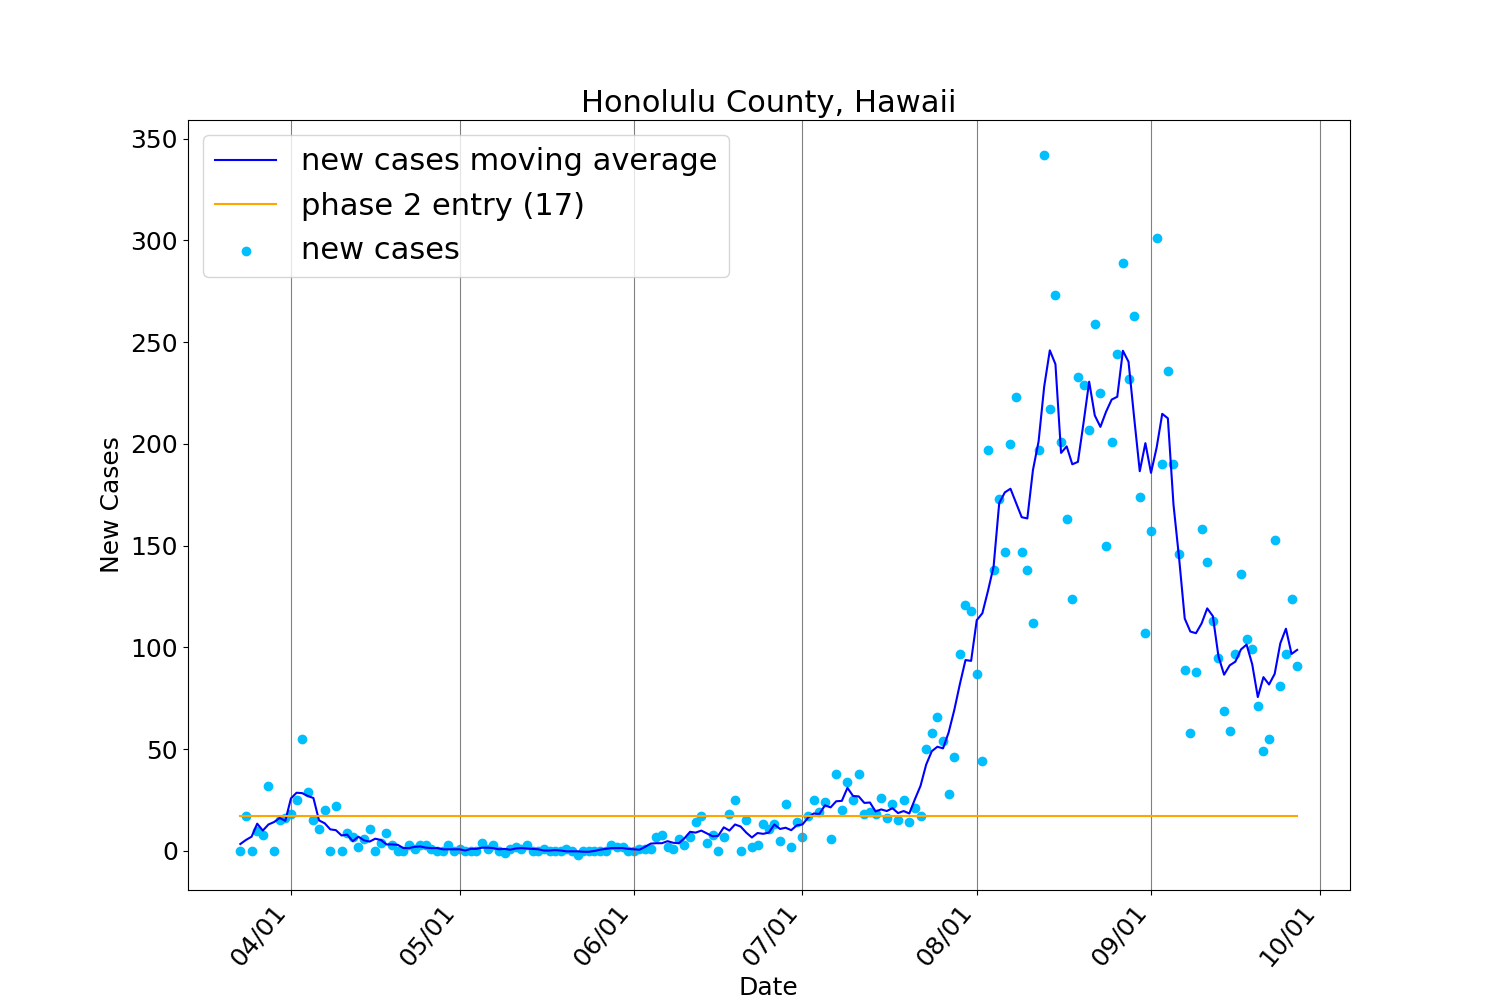 Honolulu County, Hawaii
new cases moving average
phase 2 entry (17)
new cases
350
300
250
200
150
100
50
0
New Cases
04/01
05/01
06/01
07/01
08/01
09/01
10/01
Date